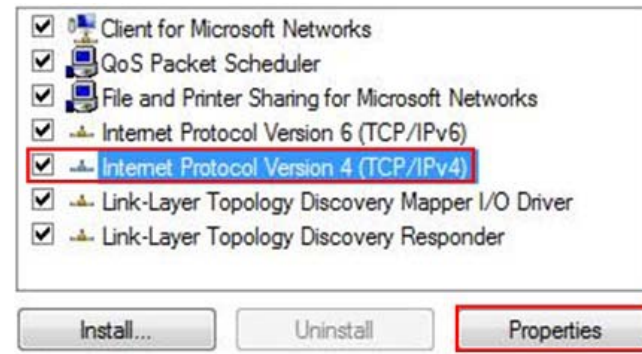 Client for Microsoft Networks
QoS Packet Scheduler
File and Printer Sharing for Microsoft Networks
Internet Protocol Version 6 (TCP/IPv6)
Internet Protocol Version 4 (TCP/IPv4)
Link-Layer Topology Discovery Mapper I/O Driver
Link-Layer Topology Discovery Responder
Install... Uninstall Properties